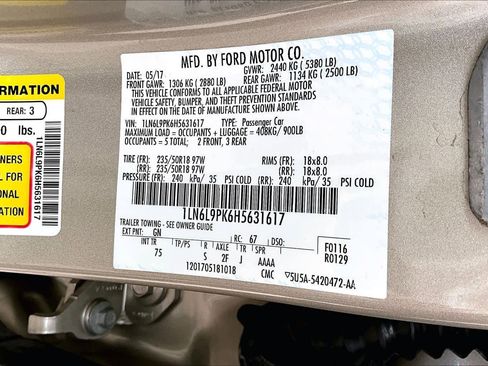 MFD. BY FORD MOTOR CO.
DATE: 05/17 GVWR: 2440 KG ( 5380 LB)
FRONT GAWR: 1306 KG ( 2880 LB) REAR GAWR: 1134 KG ( 2500 LB)
THIS VEHICLE CONFORMS TO ALL APPLICABLE FEDERAL MOTOR
VEHICLE SAFETY, BUMPER, AND THEFT PREVENTION STANDARDS
IN EFFECT ON THE DATE OF MANUFACTURE SHOWN ABOVE.
VIN: 1LN6L9PK6H5631617 TYPE: Passenger Car
MAXIMUM LOAD = OCCUPANTS + LUGGAGE = 408KG/ 900LB
OCCUPANTS = 5 TOTAL; 2 FRONT, 3 REAR
TIRE (FR): 235/50R18 97W RIMS (FR): 18x8.0
(RR): 235/50R18 97W (RR): 18x8.0
PRESSURE (FR): 240 kPa/ 35 PSI COLD (RR): 240 kPa/ 35 PSI COLD
1LN6L9PK6H5631617
TRAILER TOWING - SEE OWNER GUIDE
EXT PNT: GN RC: 67 DSO: F0116
INT TR TP/PS R AXLE TR SPR R0129
75 S 2F J AAAA
1201705181018 CMC 5U5A-5420472-AA
FORMATION
REAR: 3
0 lbs.
NERS
FOR
ONAL
ION
1LN6L9PK6H5631617